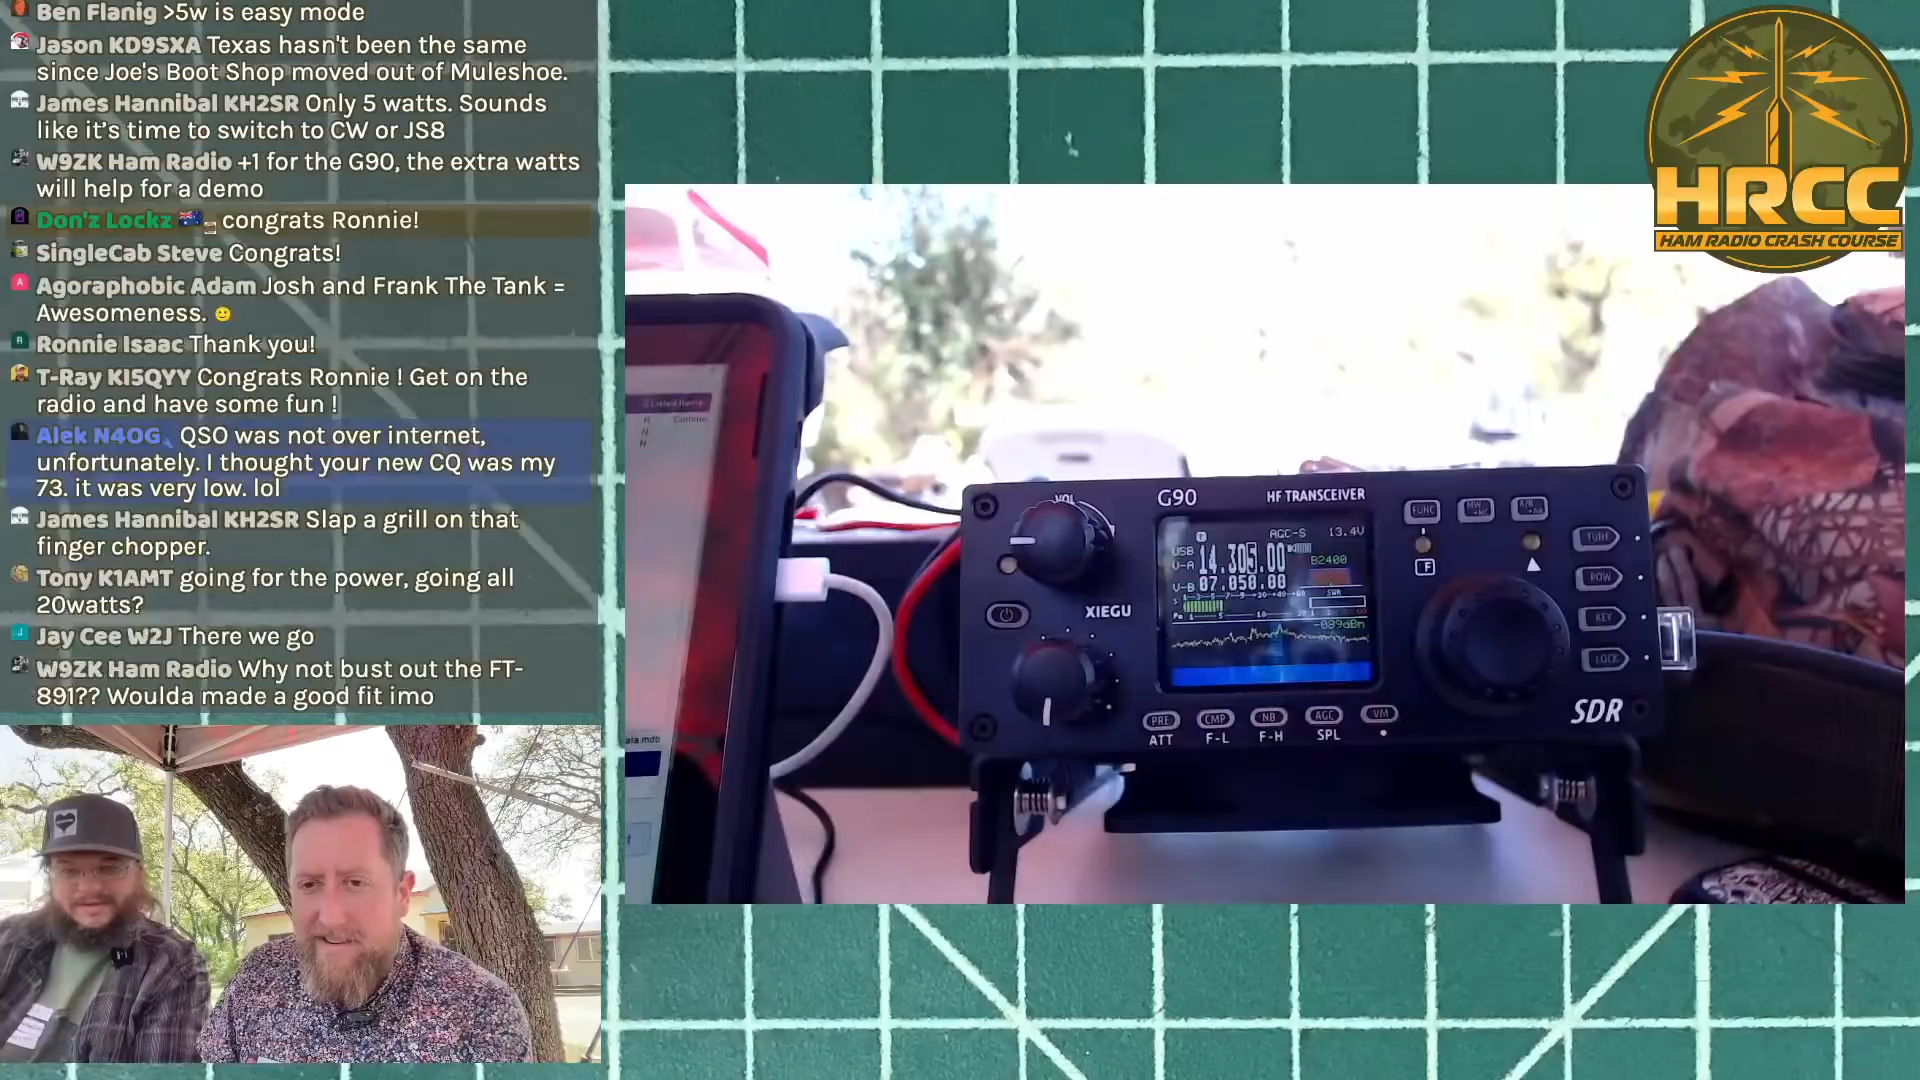 Ben Flanig >5w is easy mode
Jason KD9SXA Texas hasn't been the same
since Joe's Boot Shop moved out of Muleshoe.
James Hannibal KH2SR Only 5 watts. Sounds
like it's time to switch to CW or JS8
W9ZK Ham Radio +1 for the G90, the extra watts
will help for a demo
Don'z Lockz congrats Ronnie!
SingleCab Steve Congrats!
Agoraphobic Adam Josh and Frank The Tank =
Awesomeness.
Ronnie Isaac Thank you!
T-Ray KI5QYY Congrats Ronnie ! Get on the
radio and have some fun !
Alek N4OG QSO was not over internet,
unfortunately. I thought your new CQ was my
73. it was very low. lol
James Hannibal KH2SR Slap a grill on that
finger chopper.
Tony K1AMT going for the power, going all
20watts?
Jay Cee W2J There we go
W9ZK Ham Radio Why not bust out the FT-
891?? Woulda made a good fit imo
HRCC
HAM RADIO CRASH COURSE
VOL
G90
HF TRANSCEIVER
FUNC
AGC-S 13.4V
USB
V-A 14.305.00
B2400
V-B 07.050.00
SWR
-089dBm
XIEGU
F
TUNE
POW
KEY
LOCK
SDR
PRE CMP NB AGC VM
ATT F-L F-H SPL